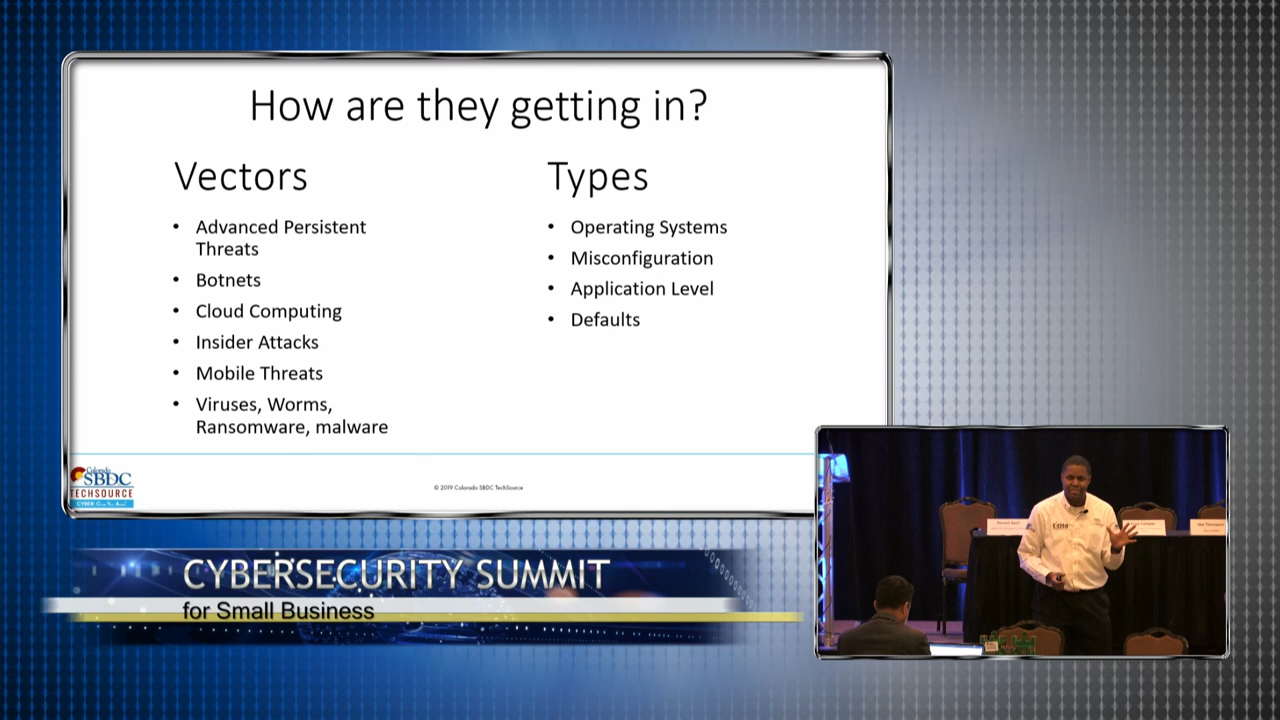 How are they getting in?
Vectors
• Advanced Persistent
Threats
• Botnets
• Cloud Computing
• Insider Attacks
• Mobile Threats
• Viruses, Worms,
Ransomware, malware
Types
• Operating Systems
• Misconfiguration
• Application Level
• Defaults
Colorado
SBDC
TECHSOURCE
© 2019 Colorado SBDC TechSource
CYBERSECURITY SUMMIT
for Small Business